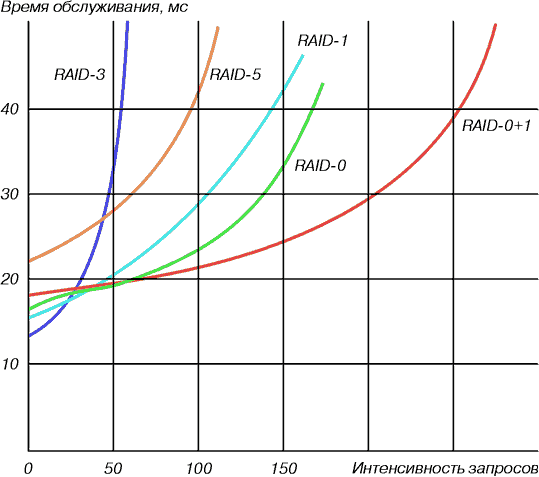 Время обслуживания, мс
RAID-3
RAID-5
RAID-1
40
RAID-0+1
RAID-0
30
20
10
0 50 100 150 Интенсивность запросов